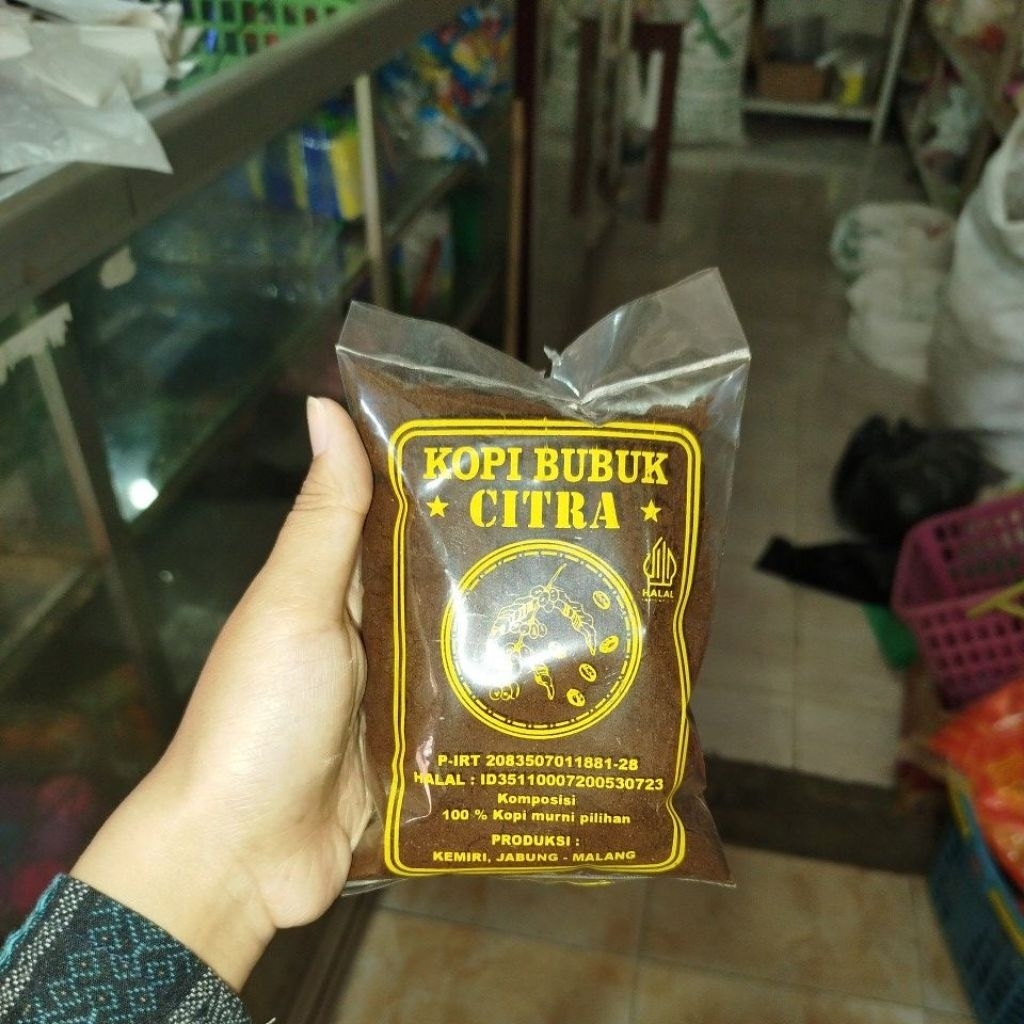 KOPI BUBUK
CITRA
HALAL
P-IRT 2083507011881-28
HALAL : ID35110007200530723
Komposisi
100 % Kopi murni pilihan
PRODUKSI :
KEMIRI, JABUNG - MALANG